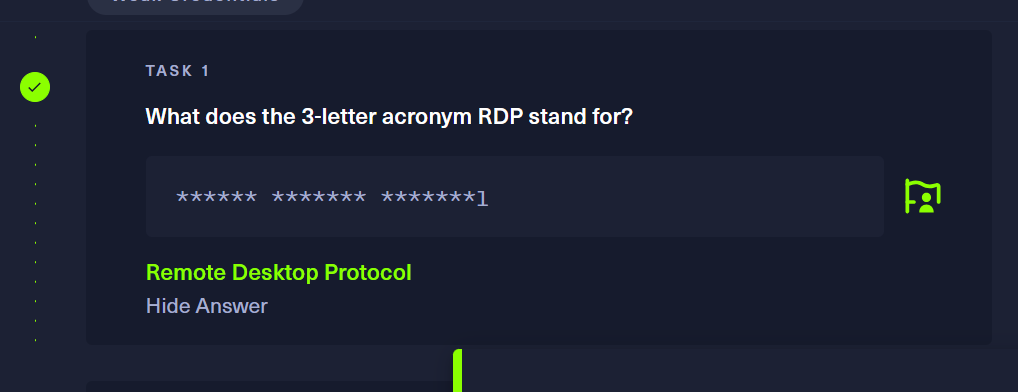 TASK 1
What does the 3-letter acronym RDP stand for?
****** ******* *******l
Remote Desktop Protocol
Hide Answer